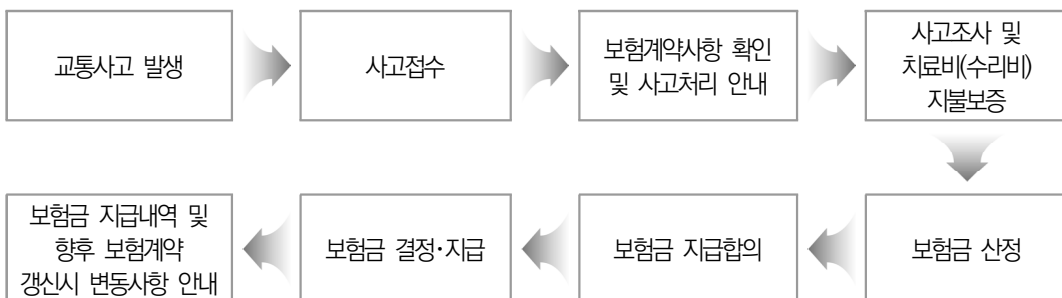 교통사고 발생
사고접수
보험계약사항 확인
및 사고처리 안내
사고조사 및
치료비(수리비)
지불보증
보험금 산정
보험금 지급합의
보험금 결정·지급
보험금 지급내역 및
향후 보험계약
갱신시 변동사항 안내